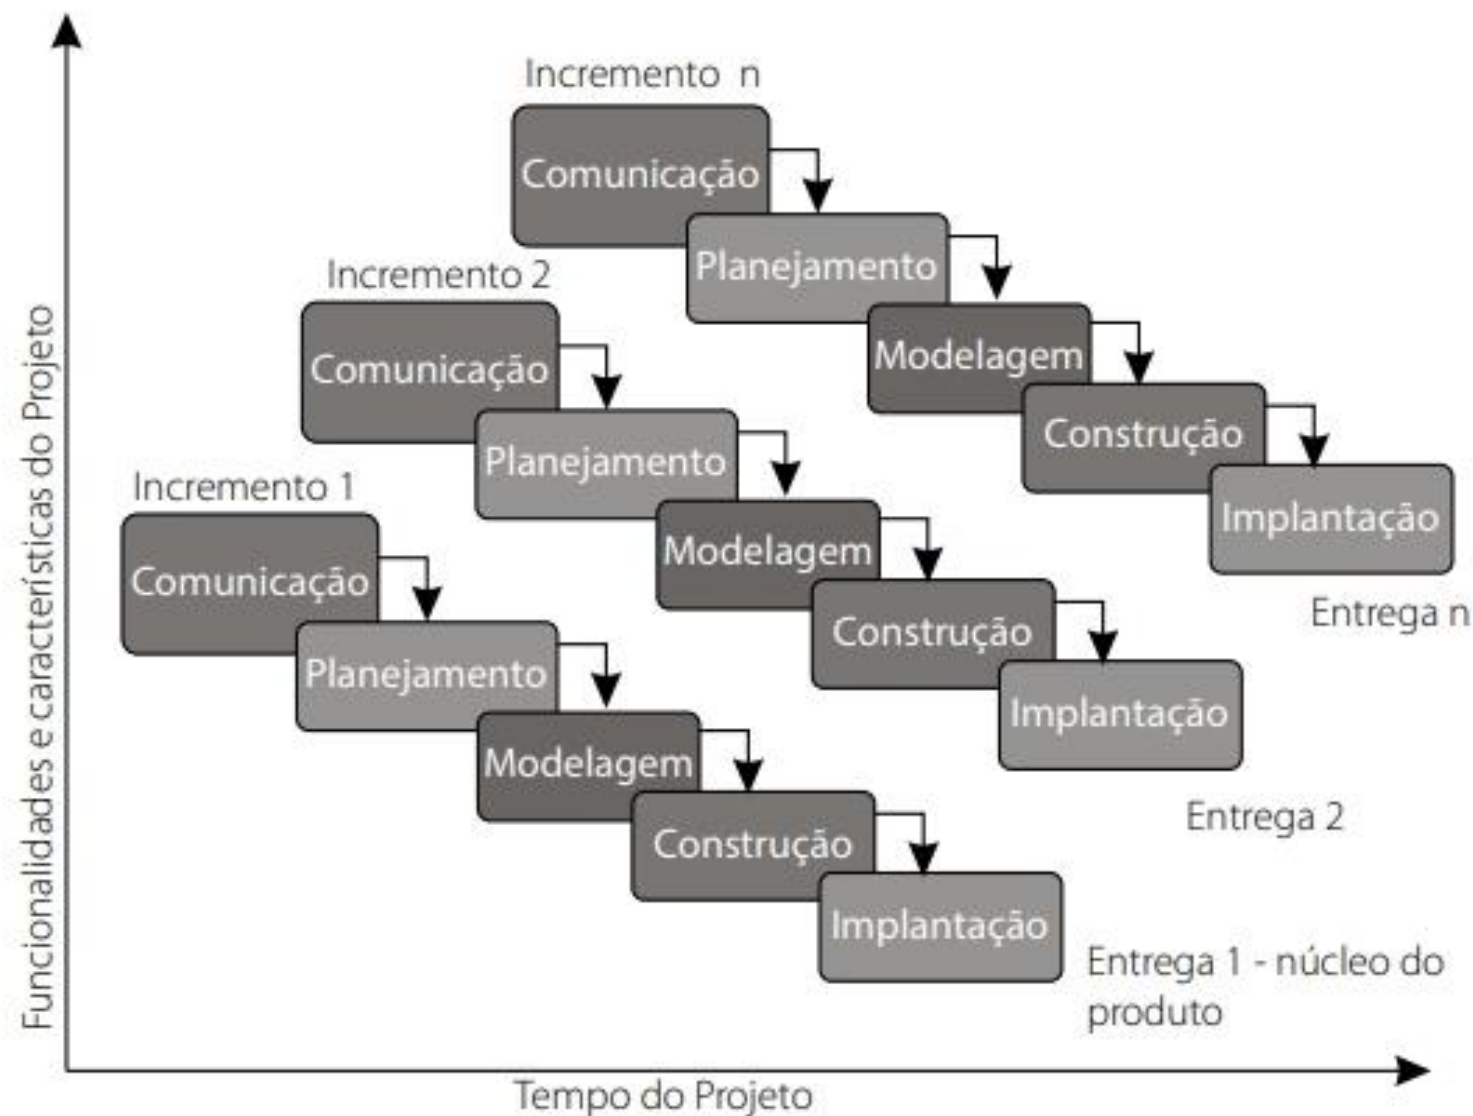 Incremento n
Comunicação
Planejamento
Modelagem
Construção
Implantação
Entrega n
Incremento 2
Comunicação
Planejamento
Modelagem
Construção
Implantação
Entrega 2
Incremento 1
Comunicação
Planejamento
Modelagem
Construção
Implantação
Entrega 1 - núcleo do
produto
Funcionalidades e características do Projeto
Tempo do Projeto